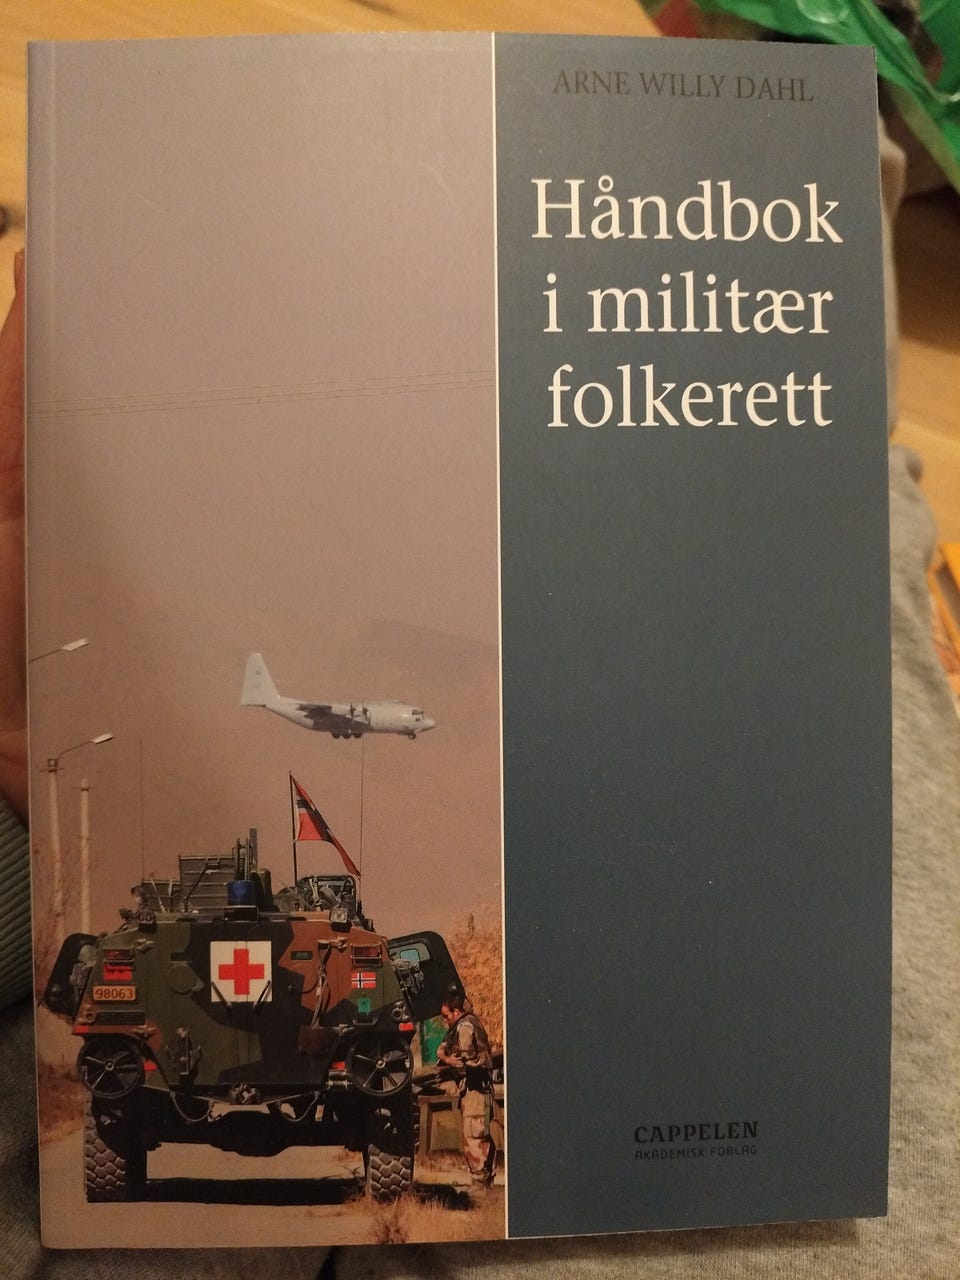 ARNE WILLY DAHL
Håndbok
i militær
folkerett
98063
CAPPELEN
AKADEMISK FORLAG